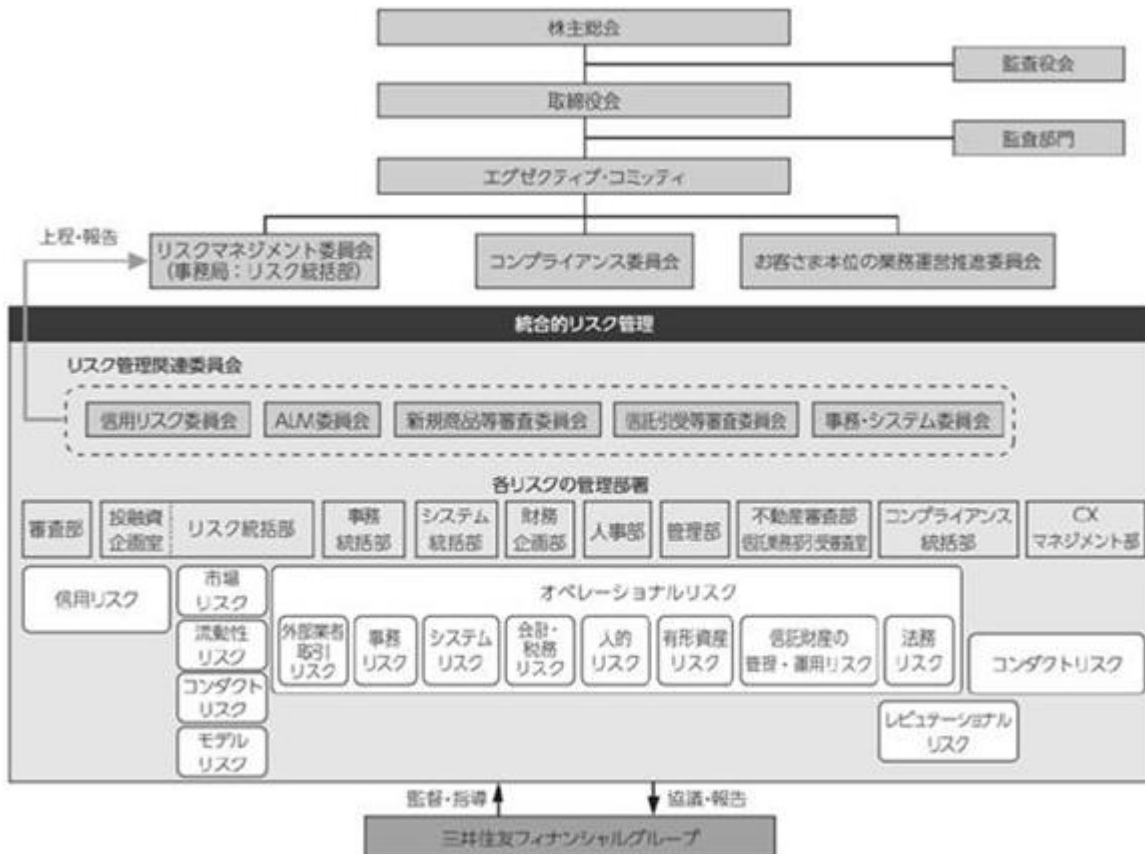 株主総会
監査役会
取締役会
監査部門
エグゼクティブ・コミッティ
上程・報告
リスクマネジメント委員会
(事務局：リスク統括部)
コンプライアンス委員会
お客さま本位の業務運営推進委員会
統合的リスク管理
リスク管理関連委員会
信用リスク委員会
ALM委員会
新規商品等審査委員会
信託引受等審査委員会
事務・システム委員会
各リスクの管理部署
審査部
投融資
企画室
リスク統括部
事務
統括部
システム
統括部
財務
企画部
人事部
管理部
不動産審査部
信託業務部引受審査室
コンプライアンス
統括部
CX
マネジメント部
信用リスク
市場
リスク
流動性
リスク
コンダクト
リスク
モデル
リスク
オペレーショナルリスク
外部業者
取引
リスク
事務
リスク
システム
リスク
会計・
税務
リスク
人的
リスク
有形資産
リスク
信託財産の
管理・運用リスク
法務
リスク
コンダクトリスク
レピュテーショナル
リスク
監督・指導
協議・報告
三井住友フィナンシャルグループ